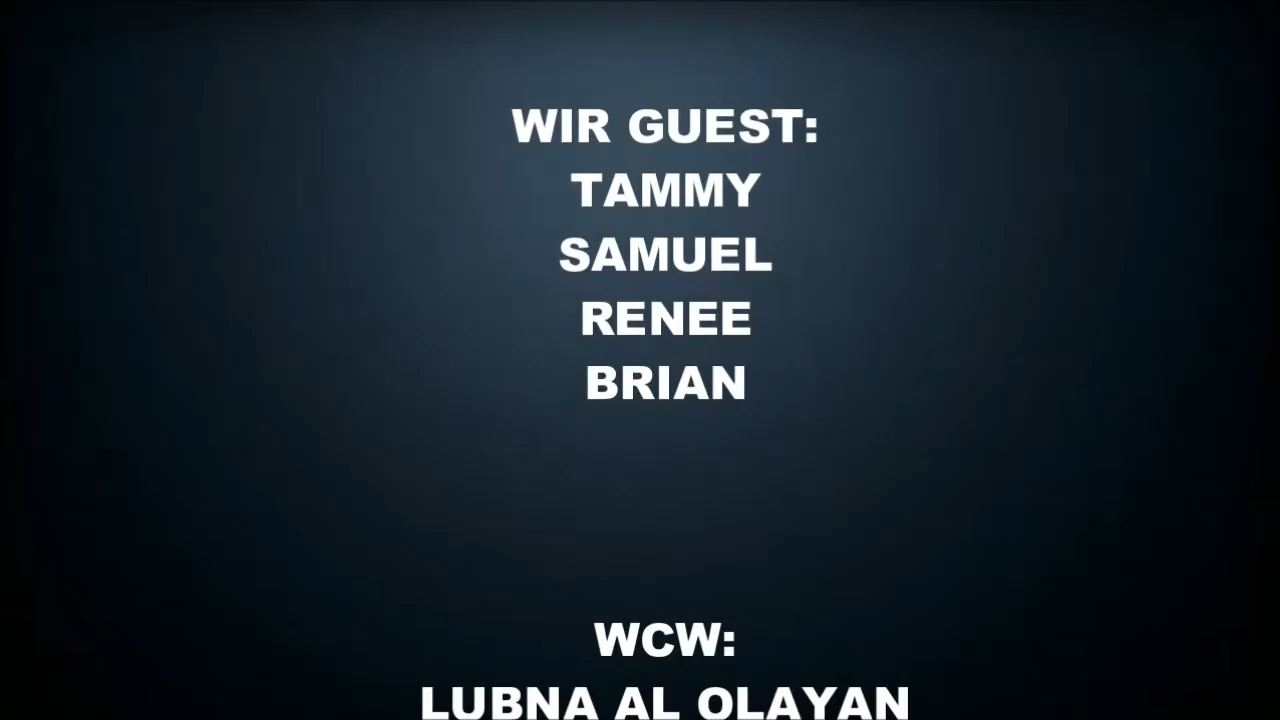 WIR GUEST:
TAMMY
SAMUEL
RENEE
BRIAN
WCW:
LUBNA AL OLAYAN